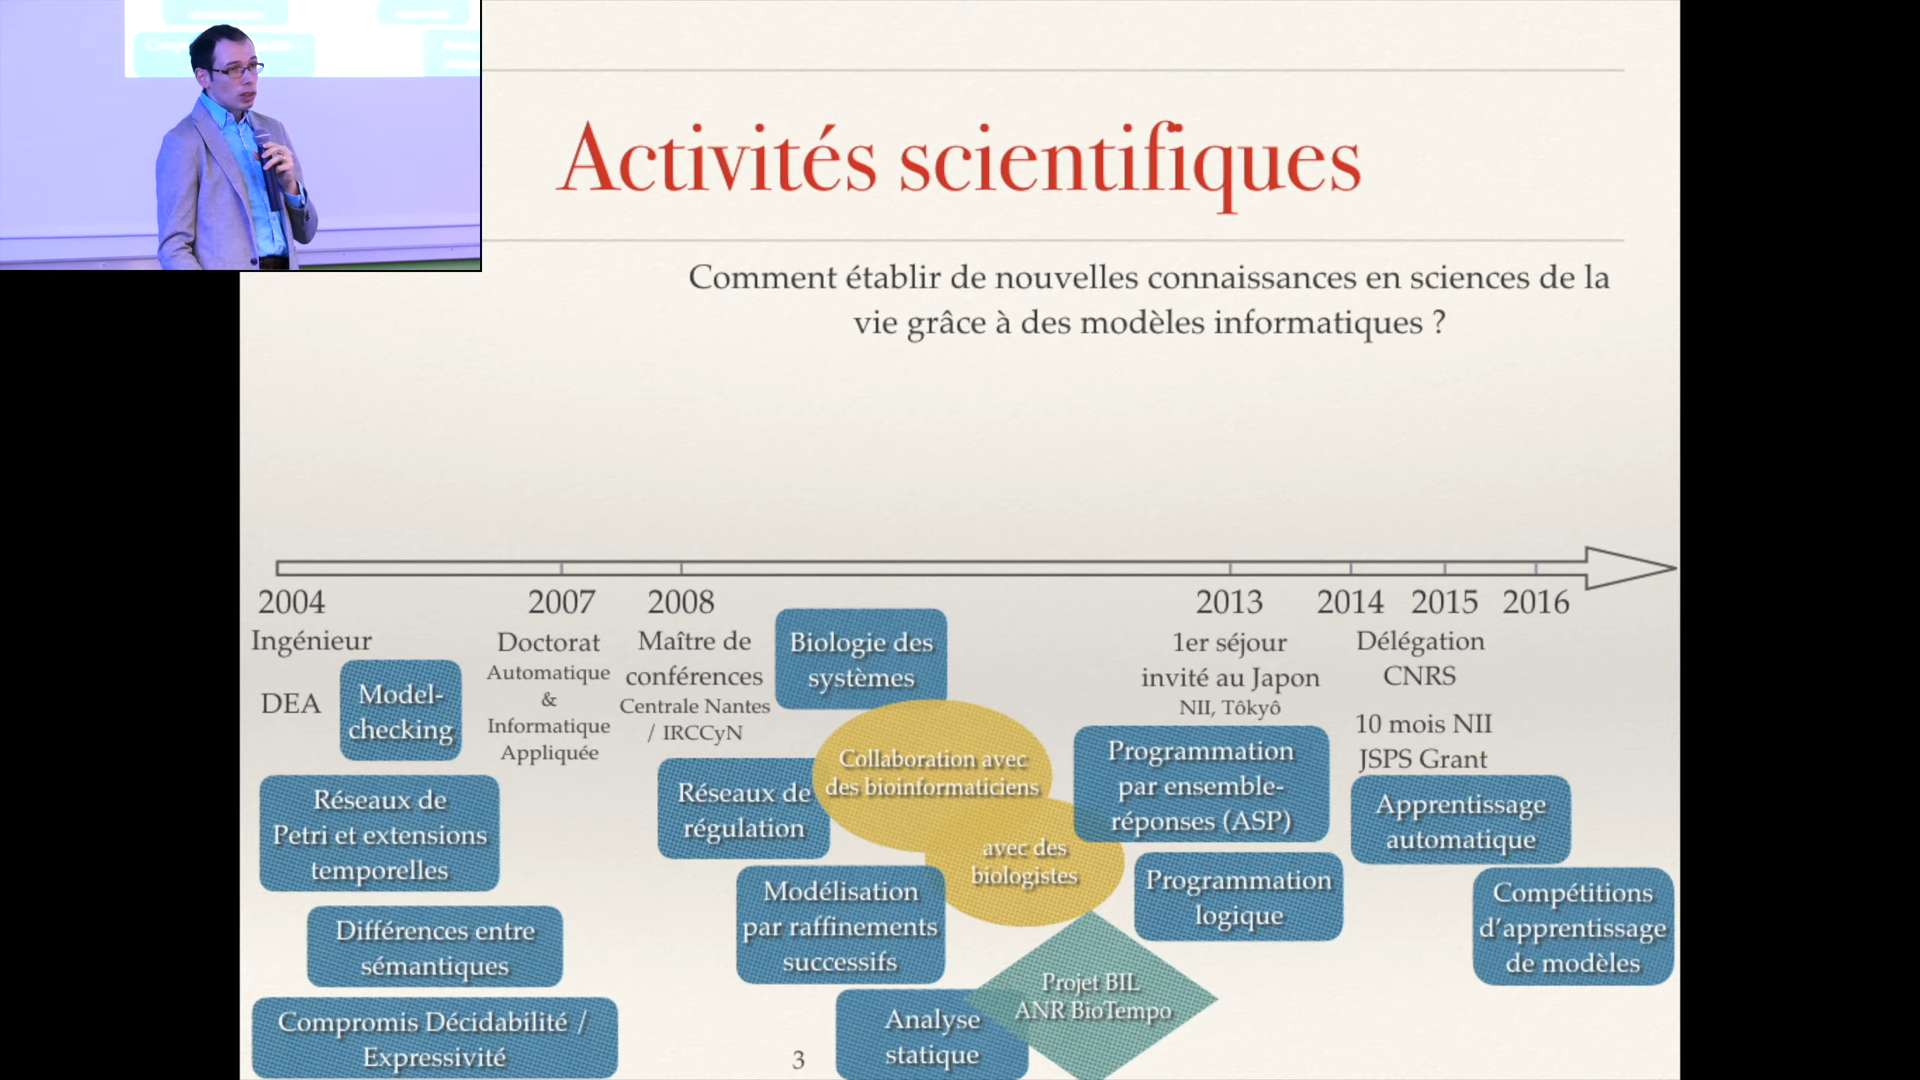 Activités scientifiques
Comment établir de nouvelles connaissances en sciences de la
vie grâce à des modèles informatiques ?
2004
2007
2008
2013
2014
2015
2016
Ingénieur
DEA
Model-
checking
Réseaux de
Petri et extensions
temporelles
Différences entre
sémantiques
Compromis Décidabilité /
Expressivité
Doctorat
Automatique
&
Informatique
Appliquée
Maître de
conférences
Centrale Nantes
/ IRCCyN
Biologie des
systèmes
Réseaux de
régulation
Collaboration avec
des bioinformaticiens
avec des
biologistes
Modélisation
par raffinements
successifs
Analyse
statique
Projet BIL
ANR BioTempo
1er séjour
invité au Japon
NII, Tôkyô
Programmation
par ensemble-
réponses (ASP)
Programmation
logique
Délégation
CNRS
10 mois NII
JSPS Grant
Apprentissage
automatique
Compétitions
d'apprentissage
de modèles
3